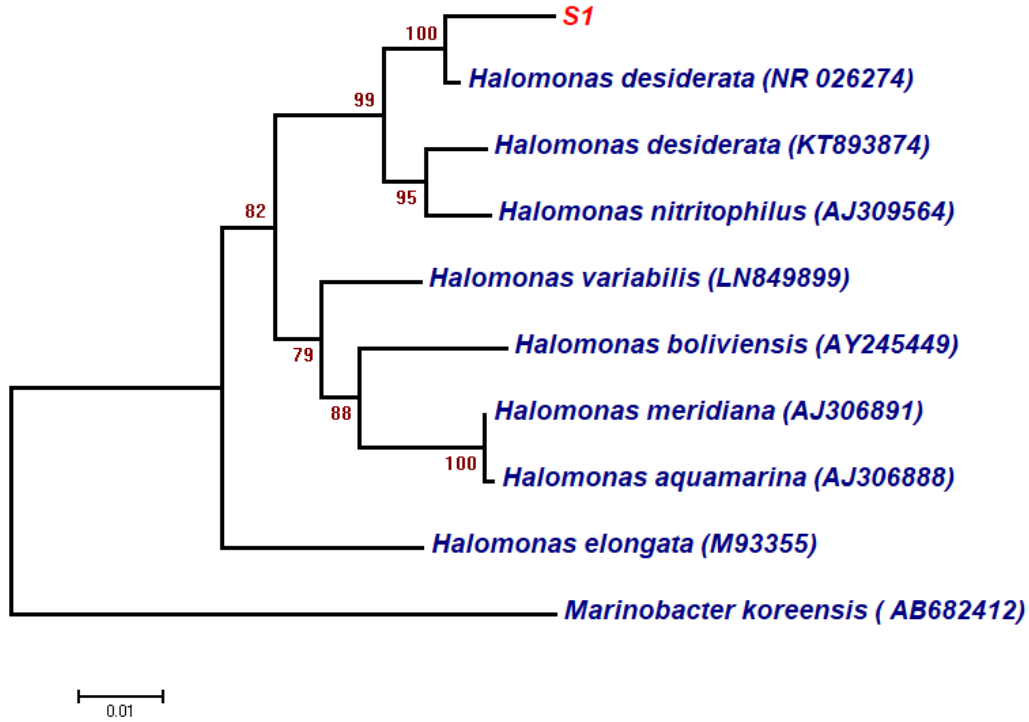 S1
100
Halomonas desiderata (NR 026274)
99
Halomonas desiderata (KT893874)
95
Halomonas nitritophilus (AJ309564)
82
Halomonas variabilis (LN849899)
79
Halomonas boliviensis (AY245449)
88
Halomonas meridiana (AJ306891)
100
Halomonas aquamarina (AJ306888)
Halomonas elongata (M93355)
Marinobacter koreensis ( AB682412)
0.01